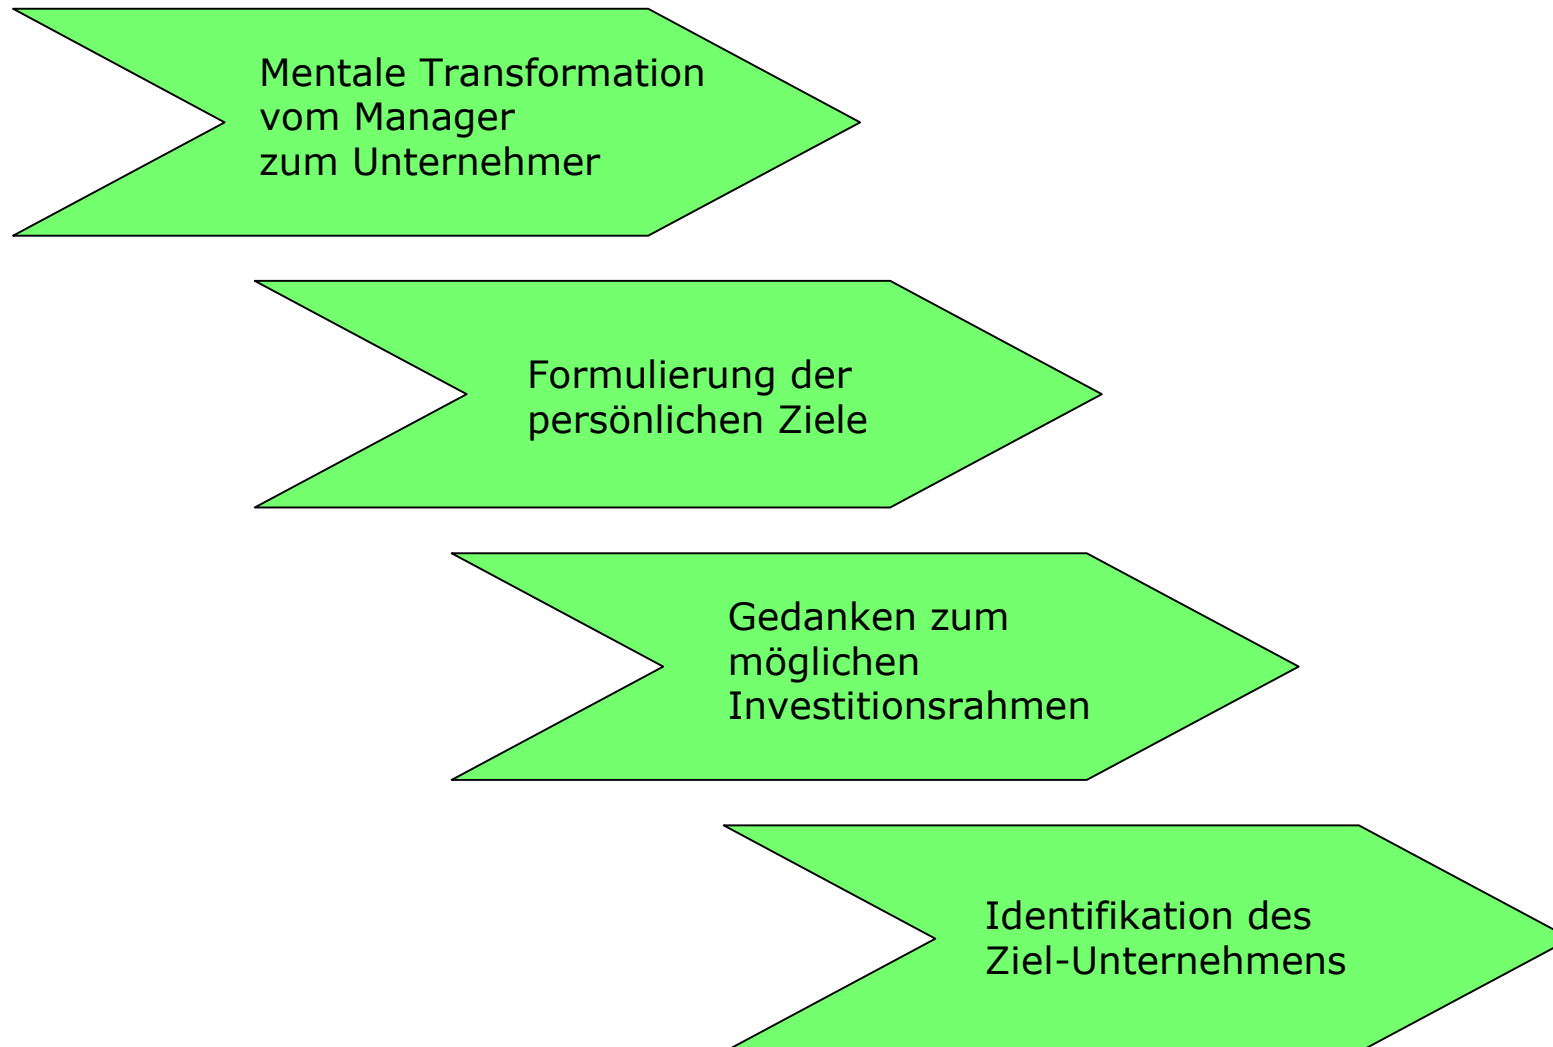 Mentale Transformation
vom Manager
zum Unternehmer
Formulierung der
persönlichen Ziele
Gedanken zum
möglichen
Investitionsrahmen
Identifikation des
Ziel-Unternehmens